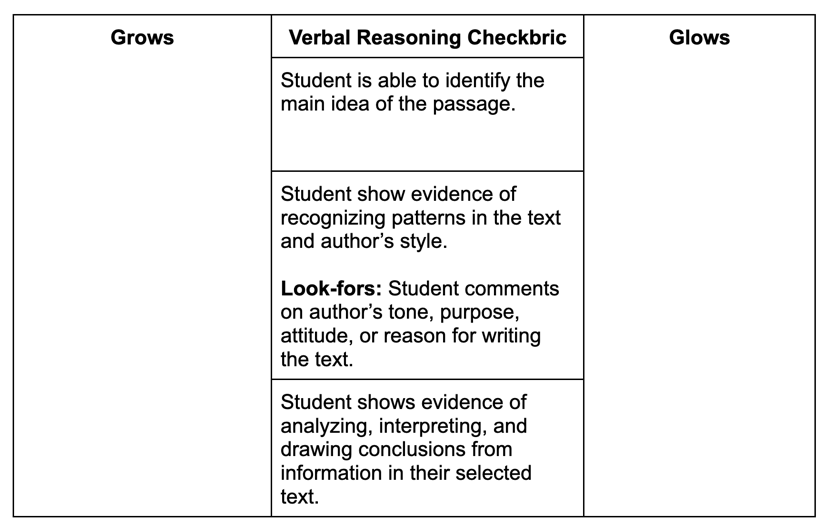 Grows
Verbal Reasoning Checkbric
Glows
Student is able to identify the
main idea of the passage.
Student show evidence of
recognizing patterns in the text
and author’s style.
Look-fors: Student comments
on author’s tone, purpose,
attitude, or reason for writing
the text.
Student shows evidence of
analyzing, interpreting, and
drawing conclusions from
information in their selected
text.